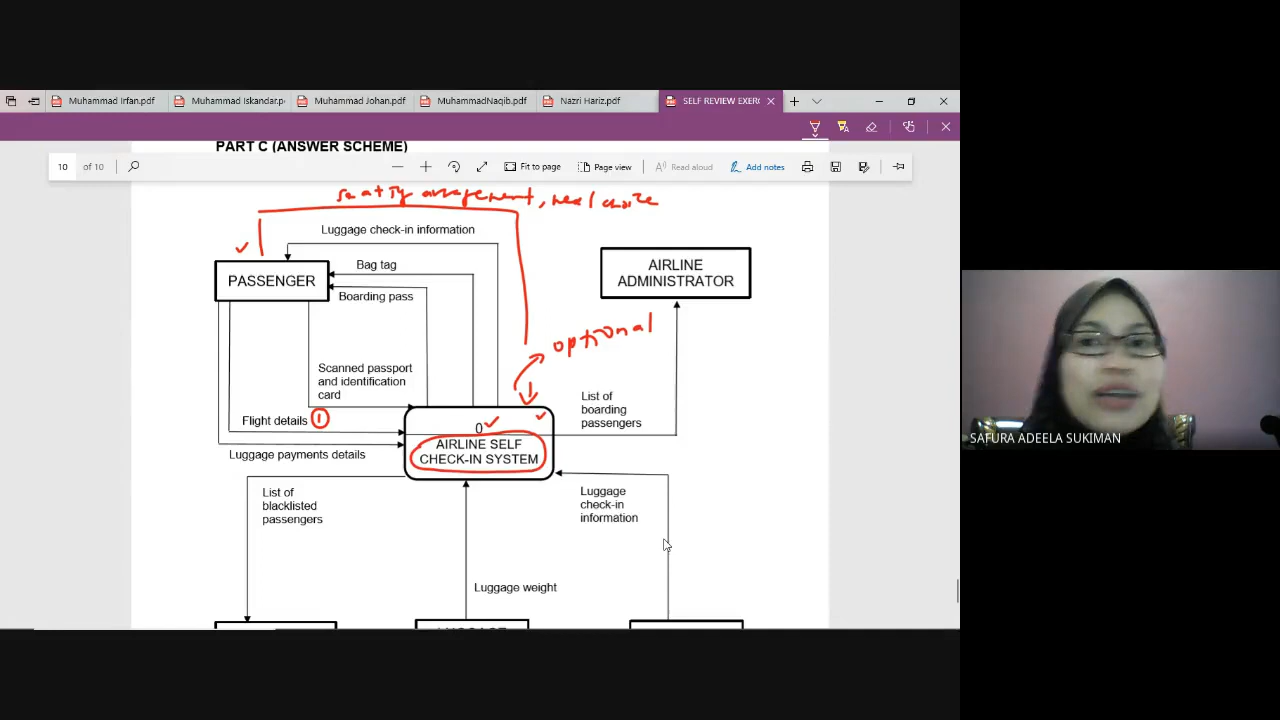 Muhammad Irfan.pdf
Muhammad Iskandar.p
Muhammad Johan.pdf
MuhammadNaqib.pdf
Nazri Hariz.pdf
SELF REVIEW EXER
PART C (ANSWER SCHEME)
10 of 10
Fit to page
Page view
Read aloud
Add notes
arrangement, meal choice
Luggage check-in information
PASSENGER
Bag tag
Boarding pass
AIRLINE
ADMINISTRATOR
optional
Scanned passport
and identification
card
Flight details 1
Luggage payments details
List of
boarding
passengers
0
AIRLINE SELF
CHECK-IN SYSTEM
List of
blacklisted
passengers
Luggage
check-in
information
Luggage weight
SAFURA ADEELA SUKIMAN